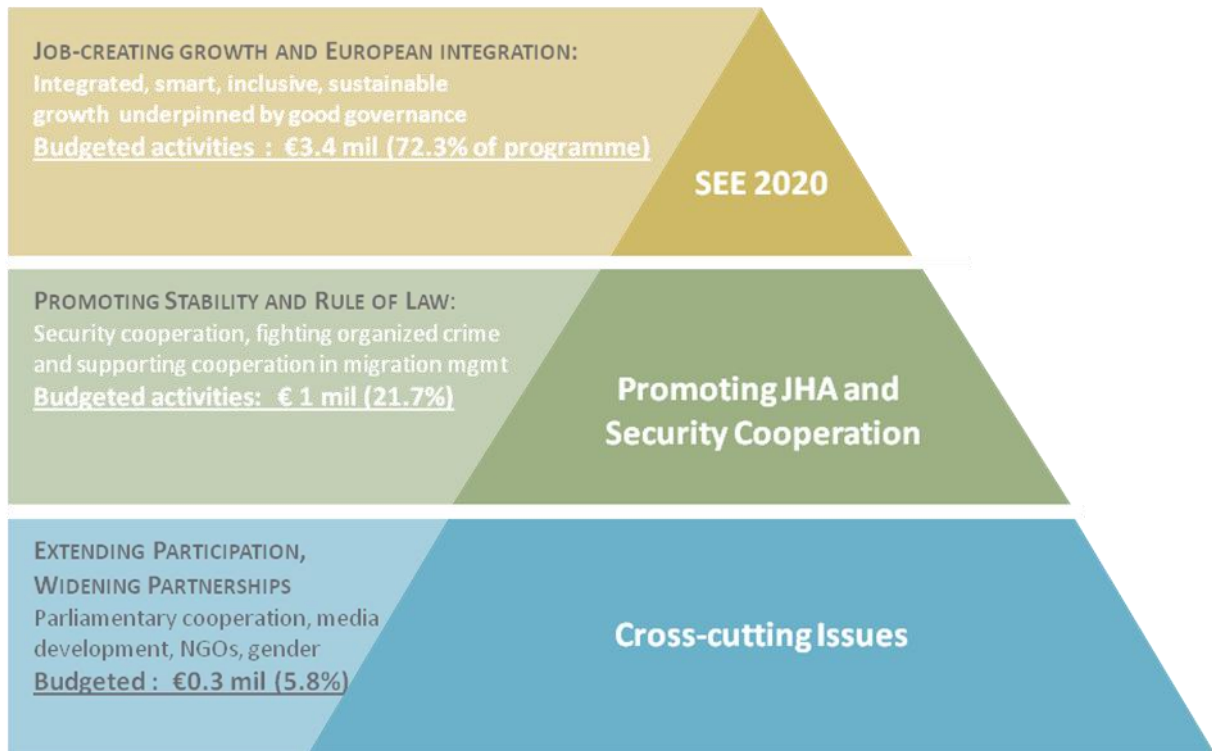 JOB-CREATING GROWTH AND EUROPEAN INTEGRATION:
Integrated, smart, inclusive, sustainable
growth underpinned by good governance
Budgeted activities : €3.4 mil (72.3% of programme)
SEE 2020
PROMOTING STABILITY AND RULE OF LAW:
Security cooperation, fighting organized crime
and supporting cooperation in migration mgmt
Budgeted activities: € 1 mil (21.7%)
Promoting JHA and
Security Cooperation
EXTENDING PARTICIPATION,
WIDENING PARTNERSHIPS
Parliamentary cooperation, media
development, NGOs, gender
Budgeted : €0.3 mil (5.8%)
Cross-cutting Issues